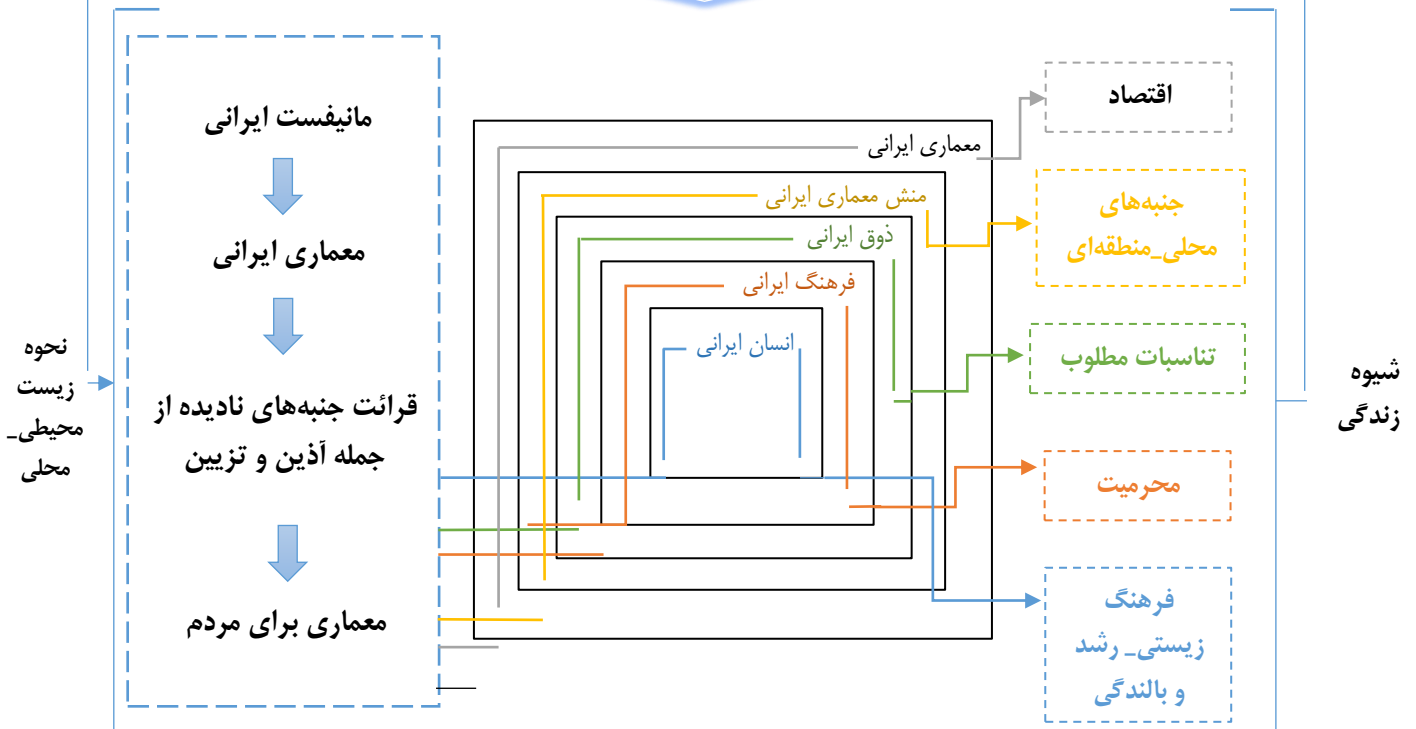 اقتصاد
جنبه‌های
محلی_منطقه‌ای
تناسبات مطلوب
محرمیت
فرهنگ
زیستی_ رشد
و بالندگی
شیوه
زندگی
معماری ایرانی
منش معماری ایرانی
ذوق ایرانی
فرهنگ ایرانی
انسان ایرانی
مانیفست ایرانی
معماری ایرانی
قرائت جنبه‌های نادیده از
جمله آذین و تزیین
معماری برای مردم
نحوه
زیست
محیطی_
محلی